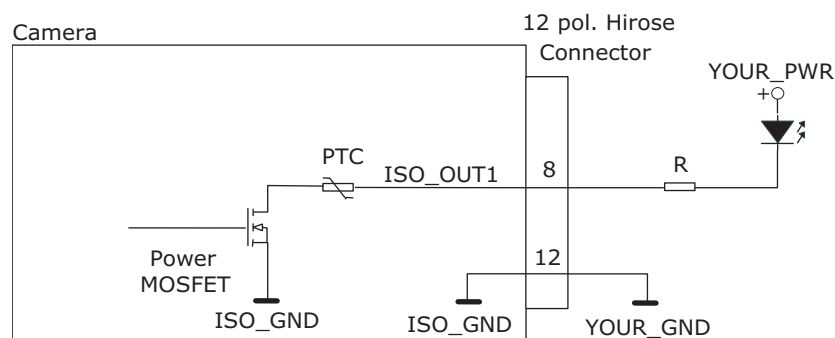 12 pol. Hirose
Connector
Camera
YOUR_PWR
+
PTC
ISO_OUT1
8
R
12
Power
MOSFET
ISO_GND
ISO_GND
YOUR_GND